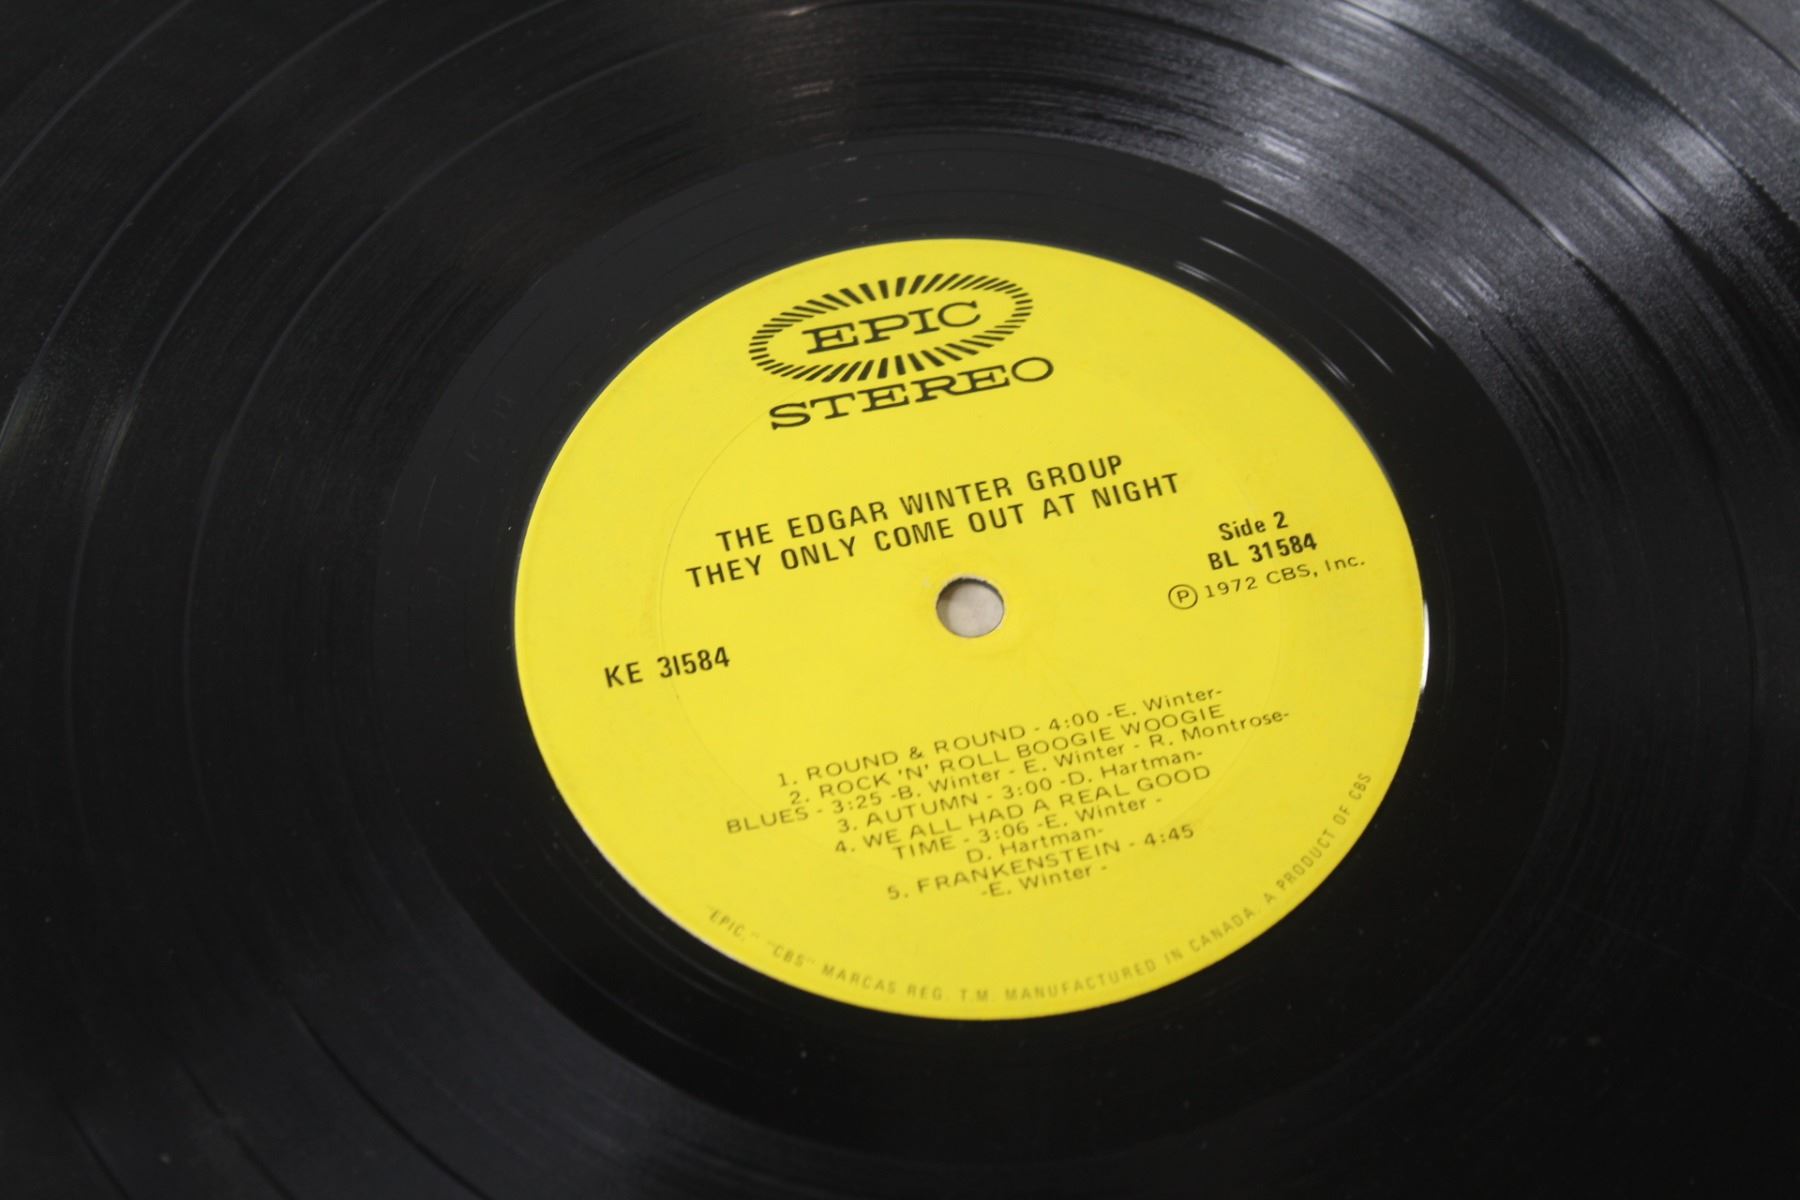 EPIC
STEREO
THE EDGAR WINTER GROUP
THEY ONLY COME OUT AT NIGHT
Side 2
BL 31584
Ⓟ 1972 CBS, Inc.
KE 31584
1. ROUND & ROUND - 4:00 -E. Winter-
2. ROCK 'N' ROLL BOOGIE WOOGIE
BLUES - 3:25 -B. Winter - E. Winter - R. Montrose-
3. AUTUMN - 3:00 -D. Hartman-
4. WE ALL HAD A REAL GOOD
TIME - 3:06 -E. Winter -
D. Hartman-
5. FRANKENSTEIN - 4:45
-E. Winter -
"EPIC," "CBS" MARCAS REG. T.M. MANUFACTURED IN CANADA. A PRODUCT OF CBS